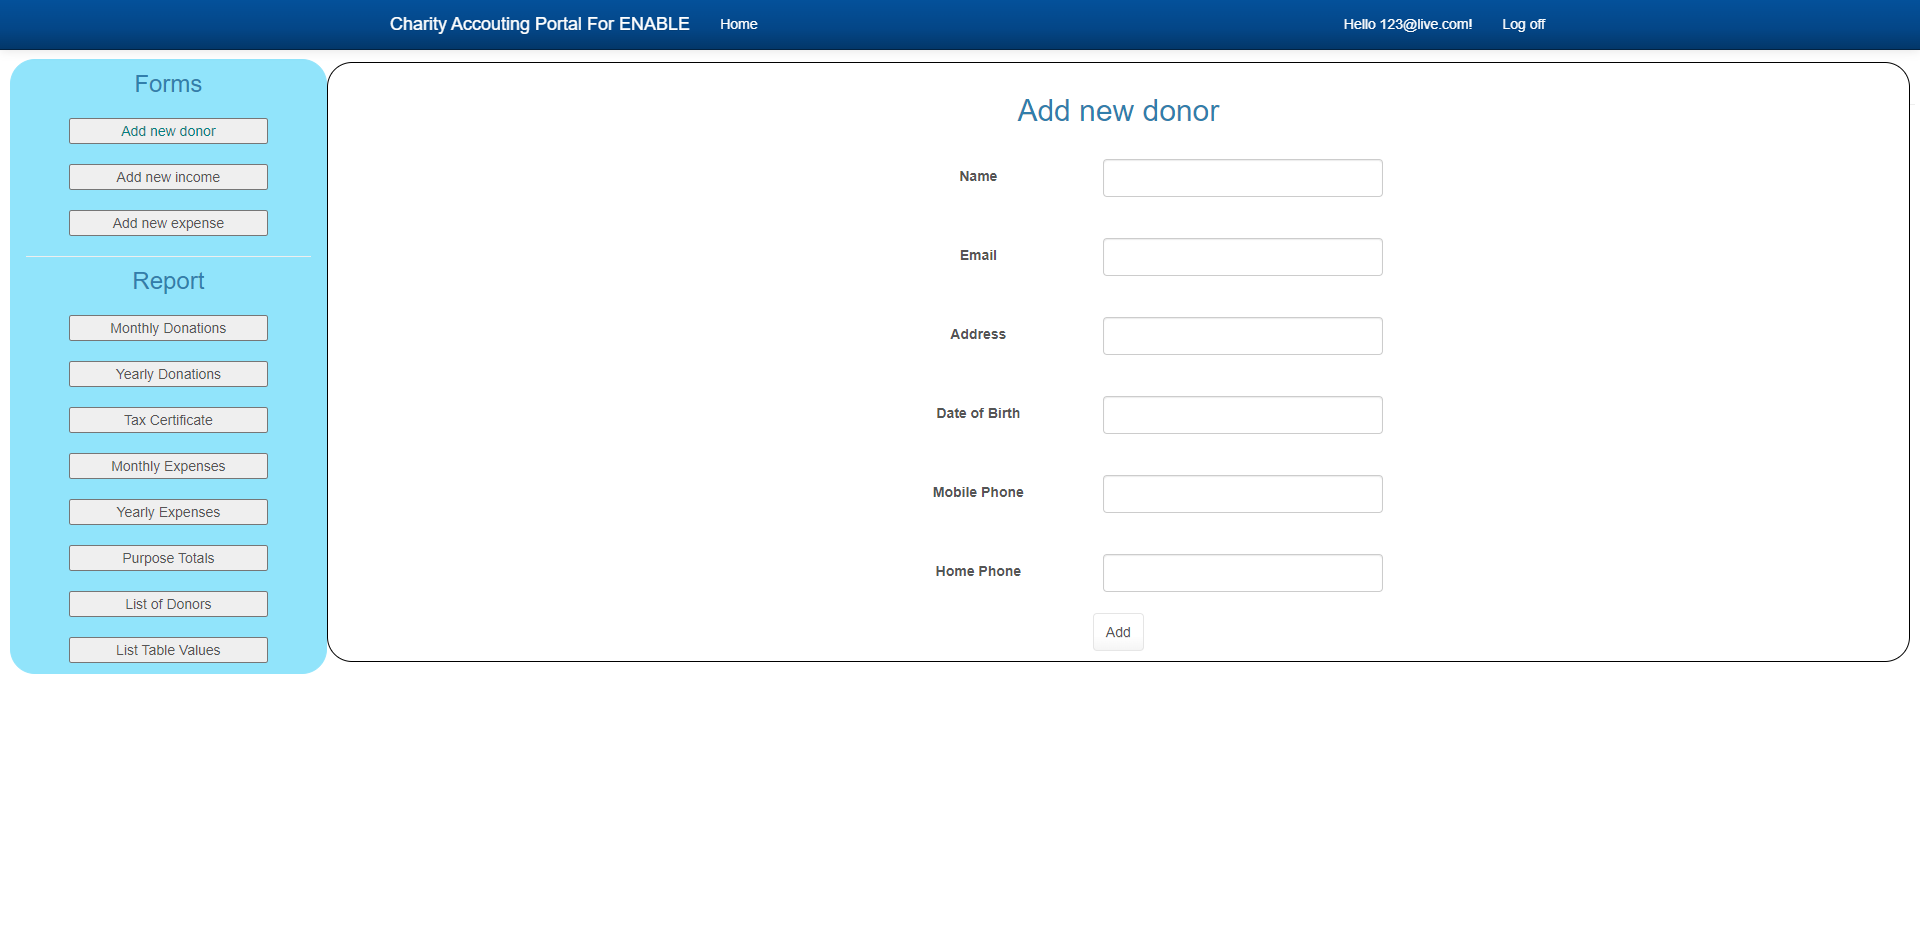 Charity Accouting Portal For ENABLE Home Hello 123@live.com! Log off
Forms
Add new donor
Add new income
Add new expense
Report
Monthly Donations
Yearly Donations
Tax Certificate
Monthly Expenses
Yearly Expenses
Purpose Totals
List of Donors
List Table Values
Add new donor
Name
Email
Address
Date of Birth
Mobile Phone
Home Phone
Add